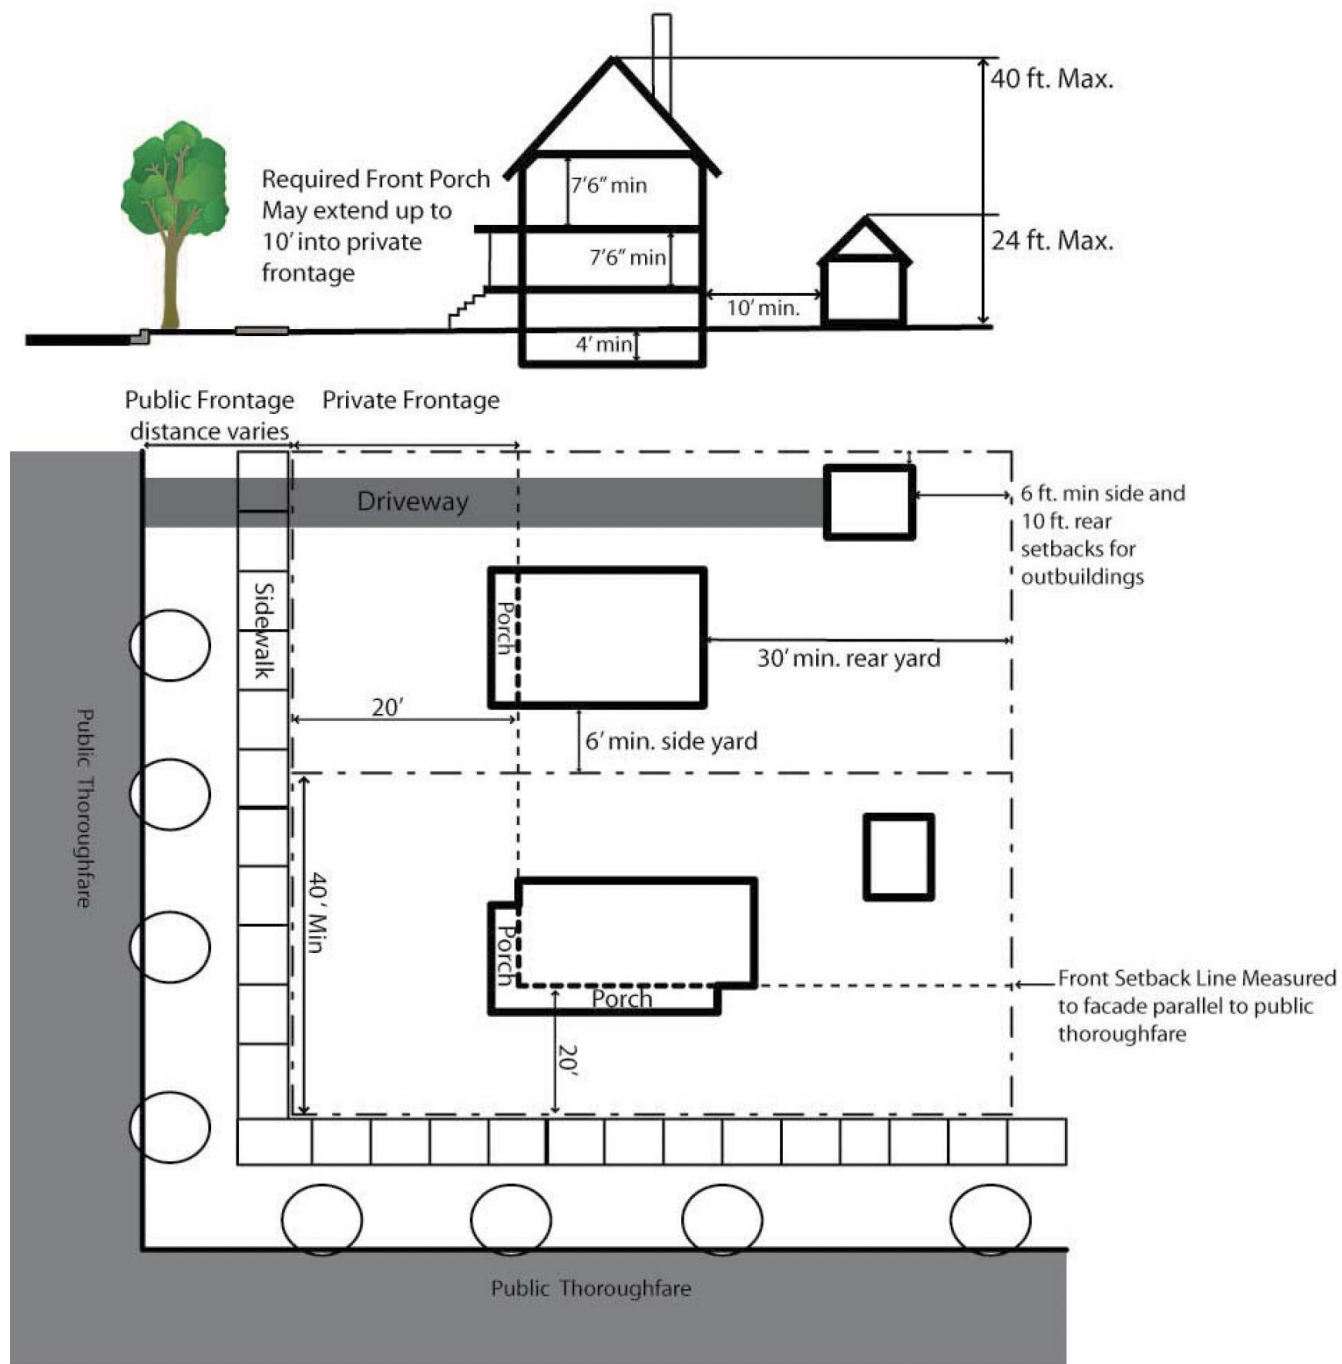 40 ft. Max.
Required Front Porch
May extend up to
10' into private
frontage
7'6" min
7'6" min
24 ft. Max.
10' min.
4' min
Public Frontage
distance varies
Private Frontage
Driveway
6 ft. min side and
10 ft. rear
setbacks for
outbuildings
Sidewalk
Porch
30' min. rear yard
20'
6' min. side yard
Public Thoroughfare
40' Min
Porch
Porch
Front Setback Line Measured
to facade parallel to public
thoroughfare
20'
Public Thoroughfare